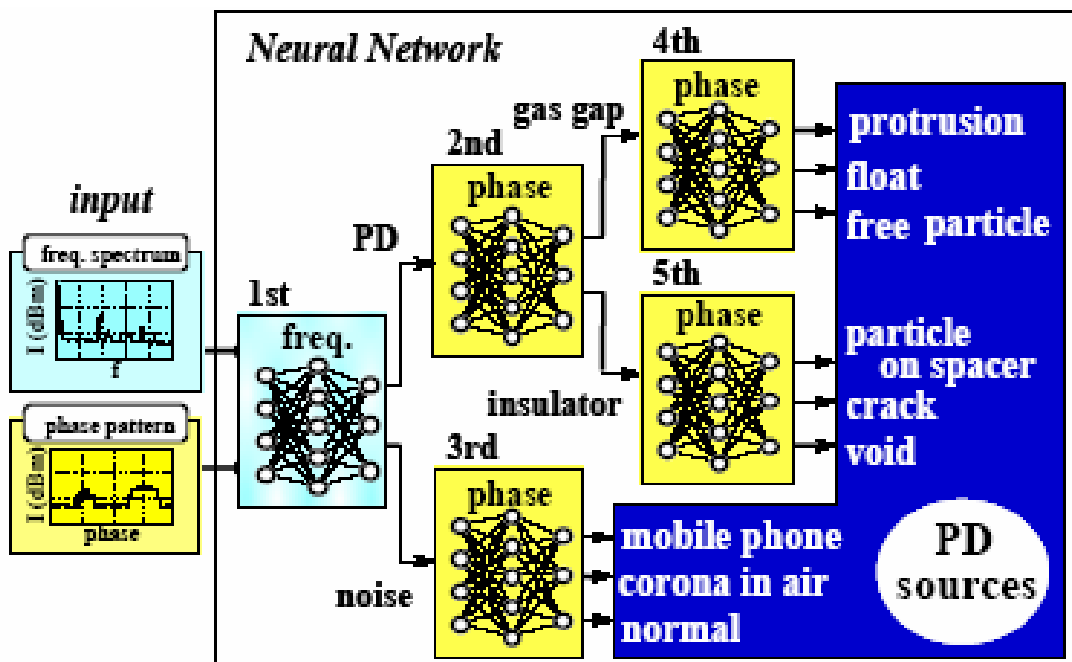 Neural Network
input
freq. spectrum
I (dBm)
f
phase pattern
I (dBm)
phase
1st
freq.
PD
noise
2nd
phase
gas gap
insulator
3rd
phase
4th
phase
5th
phase
protrusion
float
free particle
particle
on spacer
crack
void
mobile phone
corona in air
normal
PD
sources